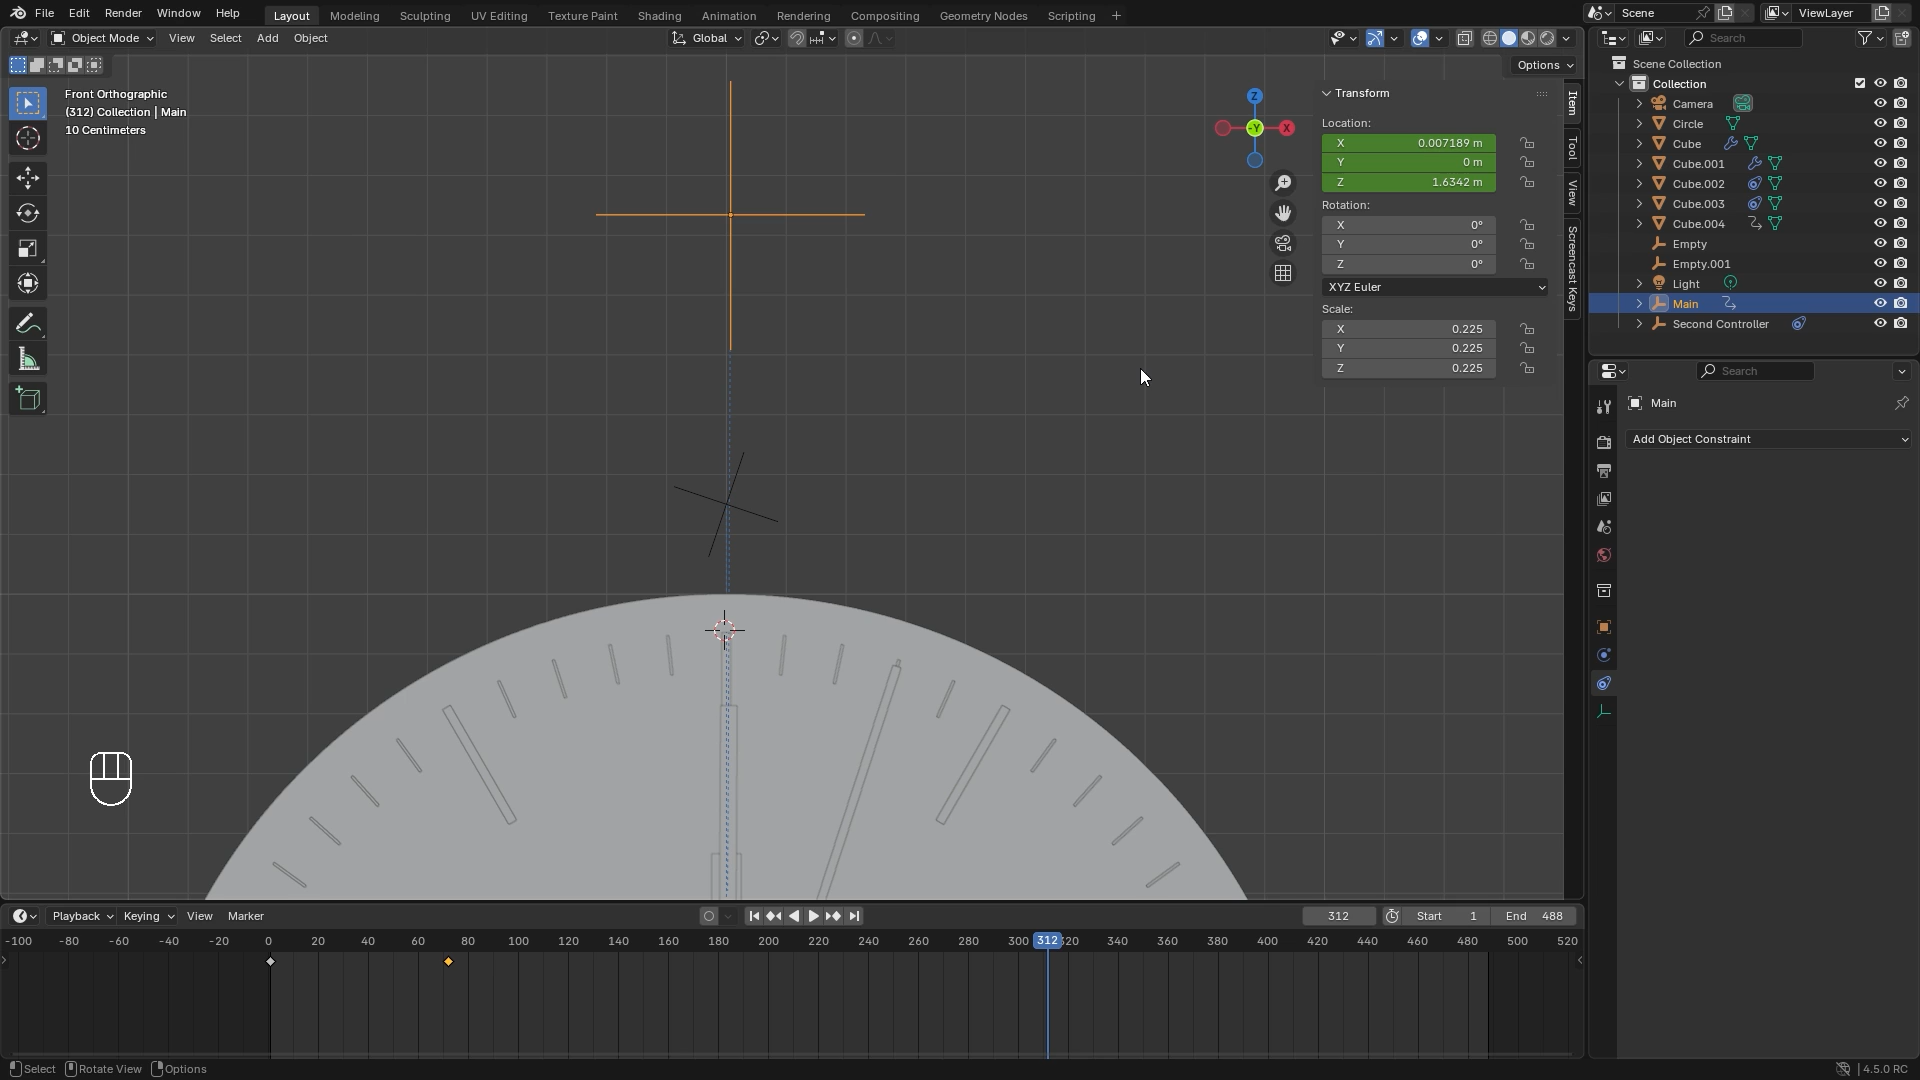 File Edit Render Window Help
Layout Modeling Sculpting UV Editing Texture Paint Shading Animation Rendering Compositing Geometry Nodes Scripting +
Scene
ViewLayer
Object Mode View Select Add Object
Global
Search
Options
Front Orthographic
(312) Collection | Main
10 Centimeters
Z
-Y
X
Transform
Location:
X 0.007189 m
Y 0 m
Z 1.6342 m
Rotation:
X 0°
Y 0°
Z 0°
XYZ Euler
Scale:
X 0.225
Y 0.225
Z 0.225
Item
Tool
View
Screencast Keys
Scene Collection
Collection
Camera
Circle
Cube
Cube.001
Cube.002
Cube.003
Cube.004
Empty
Empty.001
Light
Main
Second Controller
Search
Main
Add Object Constraint
Playback Keying View Marker
312 Start 1 End 488
-100 -80 -60 -40 -20 0 20 40 60 80 100 120 140 160 180 200 220 240 260 280 300 312 320 340 360 380 400 420 440 460 480 500 520
Select Rotate View Options
4.5.0 RC